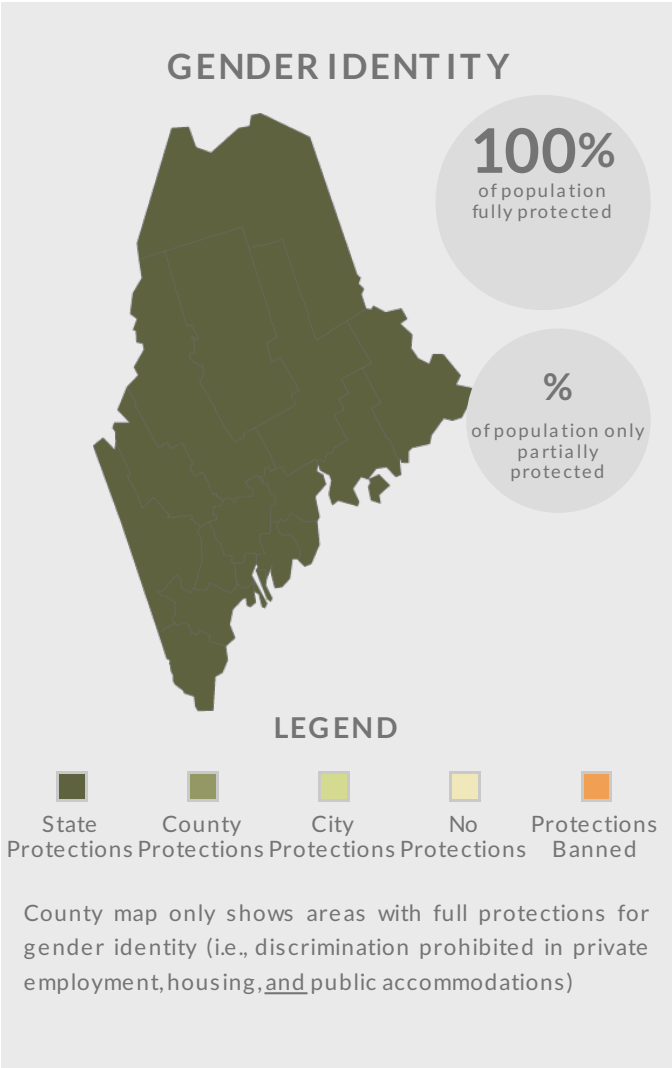 GENDER IDENTITY
100%
of population
fully protected
%
of population only
partially
protected
LEGEND
State
Protections
County
Protections
City
Protections
No
Protections
Protections
Banned
County map only shows areas with full protections for
gender identity (i.e., discrimination prohibited in private
employment, housing, and public accommodations)